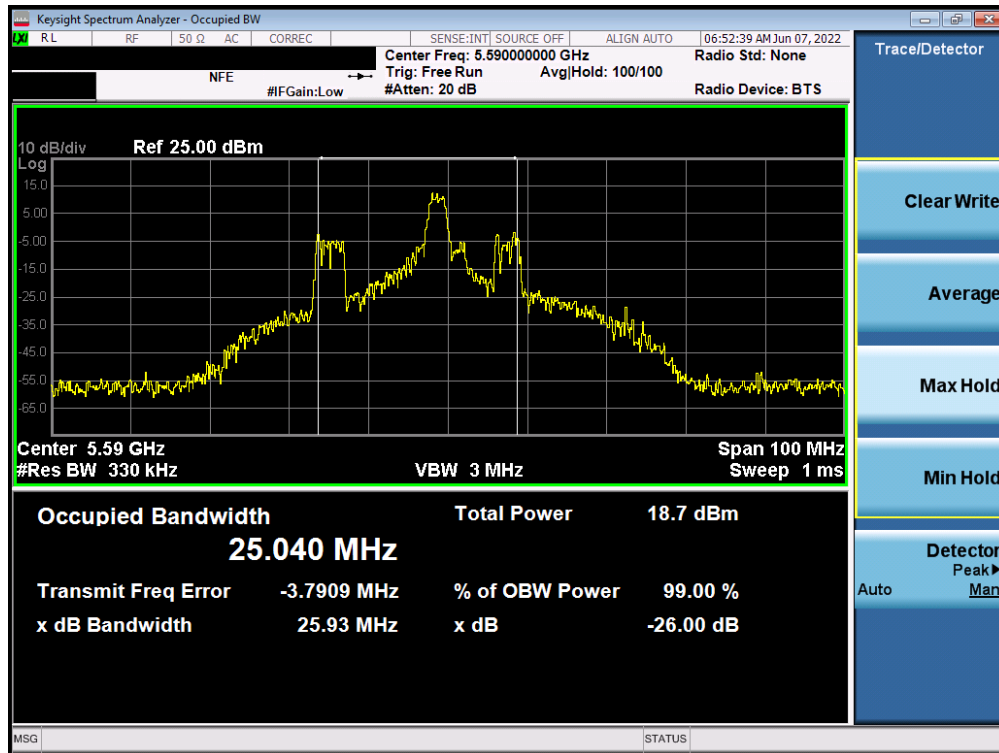 Keysight Spectrum Analyzer - Occupied BW
LXI RL RF 50 Ω AC CORREC SENSE:INT SOURCE OFF ALIGN AUTO 06:52:39 AM Jun 07, 2022
Center Freq: 5.590000000 GHz Radio Std: None
NFE Trig: Free Run Avg|Hold: 100/100
#IFGain:Low #Atten: 20 dB Radio Device: BTS
10 dB/div Ref 25.00 dBm
Log
15.0
5.00
-5.00
-15.0
-25.0
-35.0
-45.0
-55.0
-65.0
Center 5.59 GHz Span 100 MHz
#Res BW 330 kHz VBW 3 MHz Sweep 1 ms
Occupied Bandwidth Total Power 18.7 dBm
25.040 MHz
Transmit Freq Error -3.7909 MHz % of OBW Power 99.00 %
x dB Bandwidth 25.93 MHz x dB -26.00 dB
MSG STATUS
Trace/Detector
Clear Write
Average
Max Hold
Min Hold
Detector
Peak▶
Auto Man